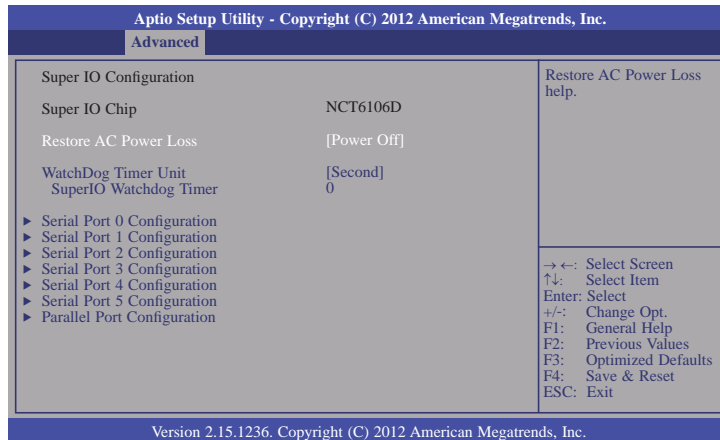 Aptio Setup Utility - Copyright (C) 2012 American Megatrends, Inc.
Advanced
Super IO Configuration
Super IO Chip NCT6106D
Restore AC Power Loss [Power Off]
WatchDog Timer Unit [Second]
SuperIO Watchdog Timer 0
▶ Serial Port 0 Configuration
▶ Serial Port 1 Configuration
▶ Serial Port 2 Configuration
▶ Serial Port 3 Configuration
▶ Serial Port 4 Configuration
▶ Serial Port 5 Configuration
▶ Parallel Port Configuration
Restore AC Power Loss
help.
→ ←: Select Screen
↑↓: Select Item
Enter: Select
+/-: Change Opt.
F1: General Help
F2: Previous Values
F3: Optimized Defaults
F4: Save & Reset
ESC: Exit
Version 2.15.1236. Copyright (C) 2012 American Megatrends, Inc.